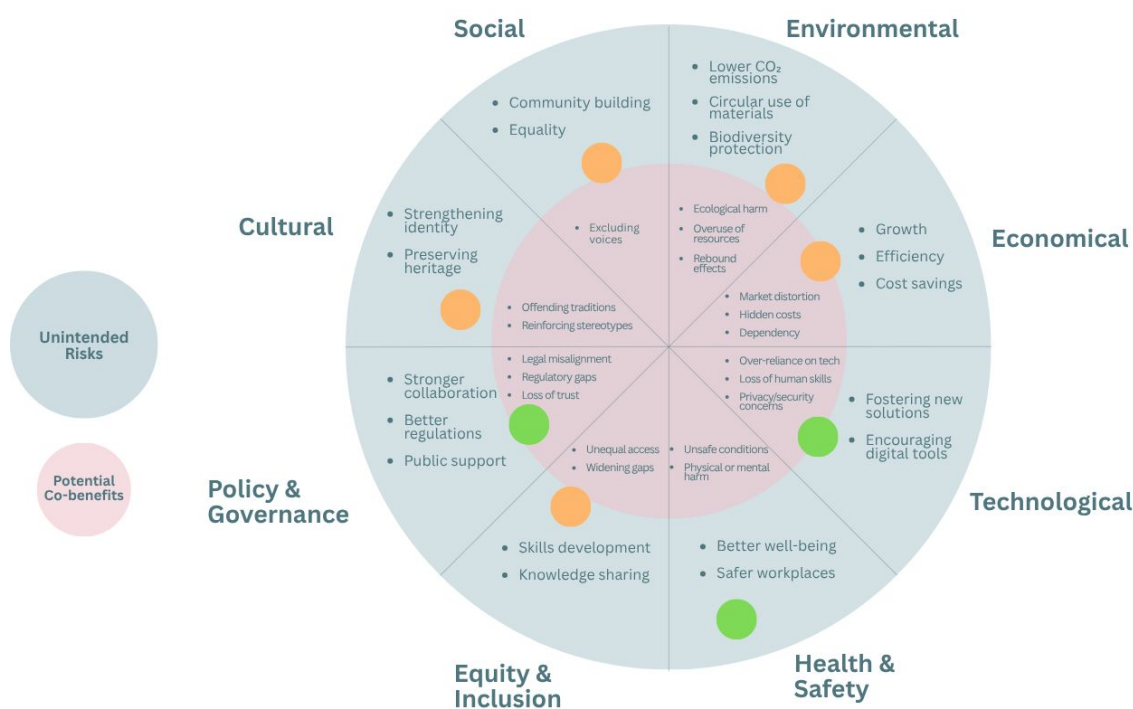 Social
Environmental
• Lower CO₂
emissions
• Circular use of
materials
• Biodiversity
protection
• Community building
• Equality
Cultural
• Strengthening
identity
• Preserving
heritage
• Excluding
voices
• Ecological harm
• Overuse of
resources
• Rebound
effects
Economical
• Growth
• Efficiency
• Cost savings
• Offending traditions
• Reinforcing stereotypes
• Market distortion
• Hidden costs
• Dependency
Unintended
Risks
Potential
Co-benefits
• Legal misalignment
• Regulatory gaps
• Loss of trust
• Over-reliance on tech
• Loss of human skills
• Privacy/security
concerns
• Stronger
collaboration
• Better
regulations
• Public support
• Fostering new
solutions
• Encouraging
digital tools
• Unequal access
• Widening gaps
• Unsafe conditions
• Physical or mental
harm
Policy &
Governance
Technological
• Skills development
• Knowledge sharing
• Better well-being
• Safer workplaces
Equity &
Inclusion
Health &
Safety